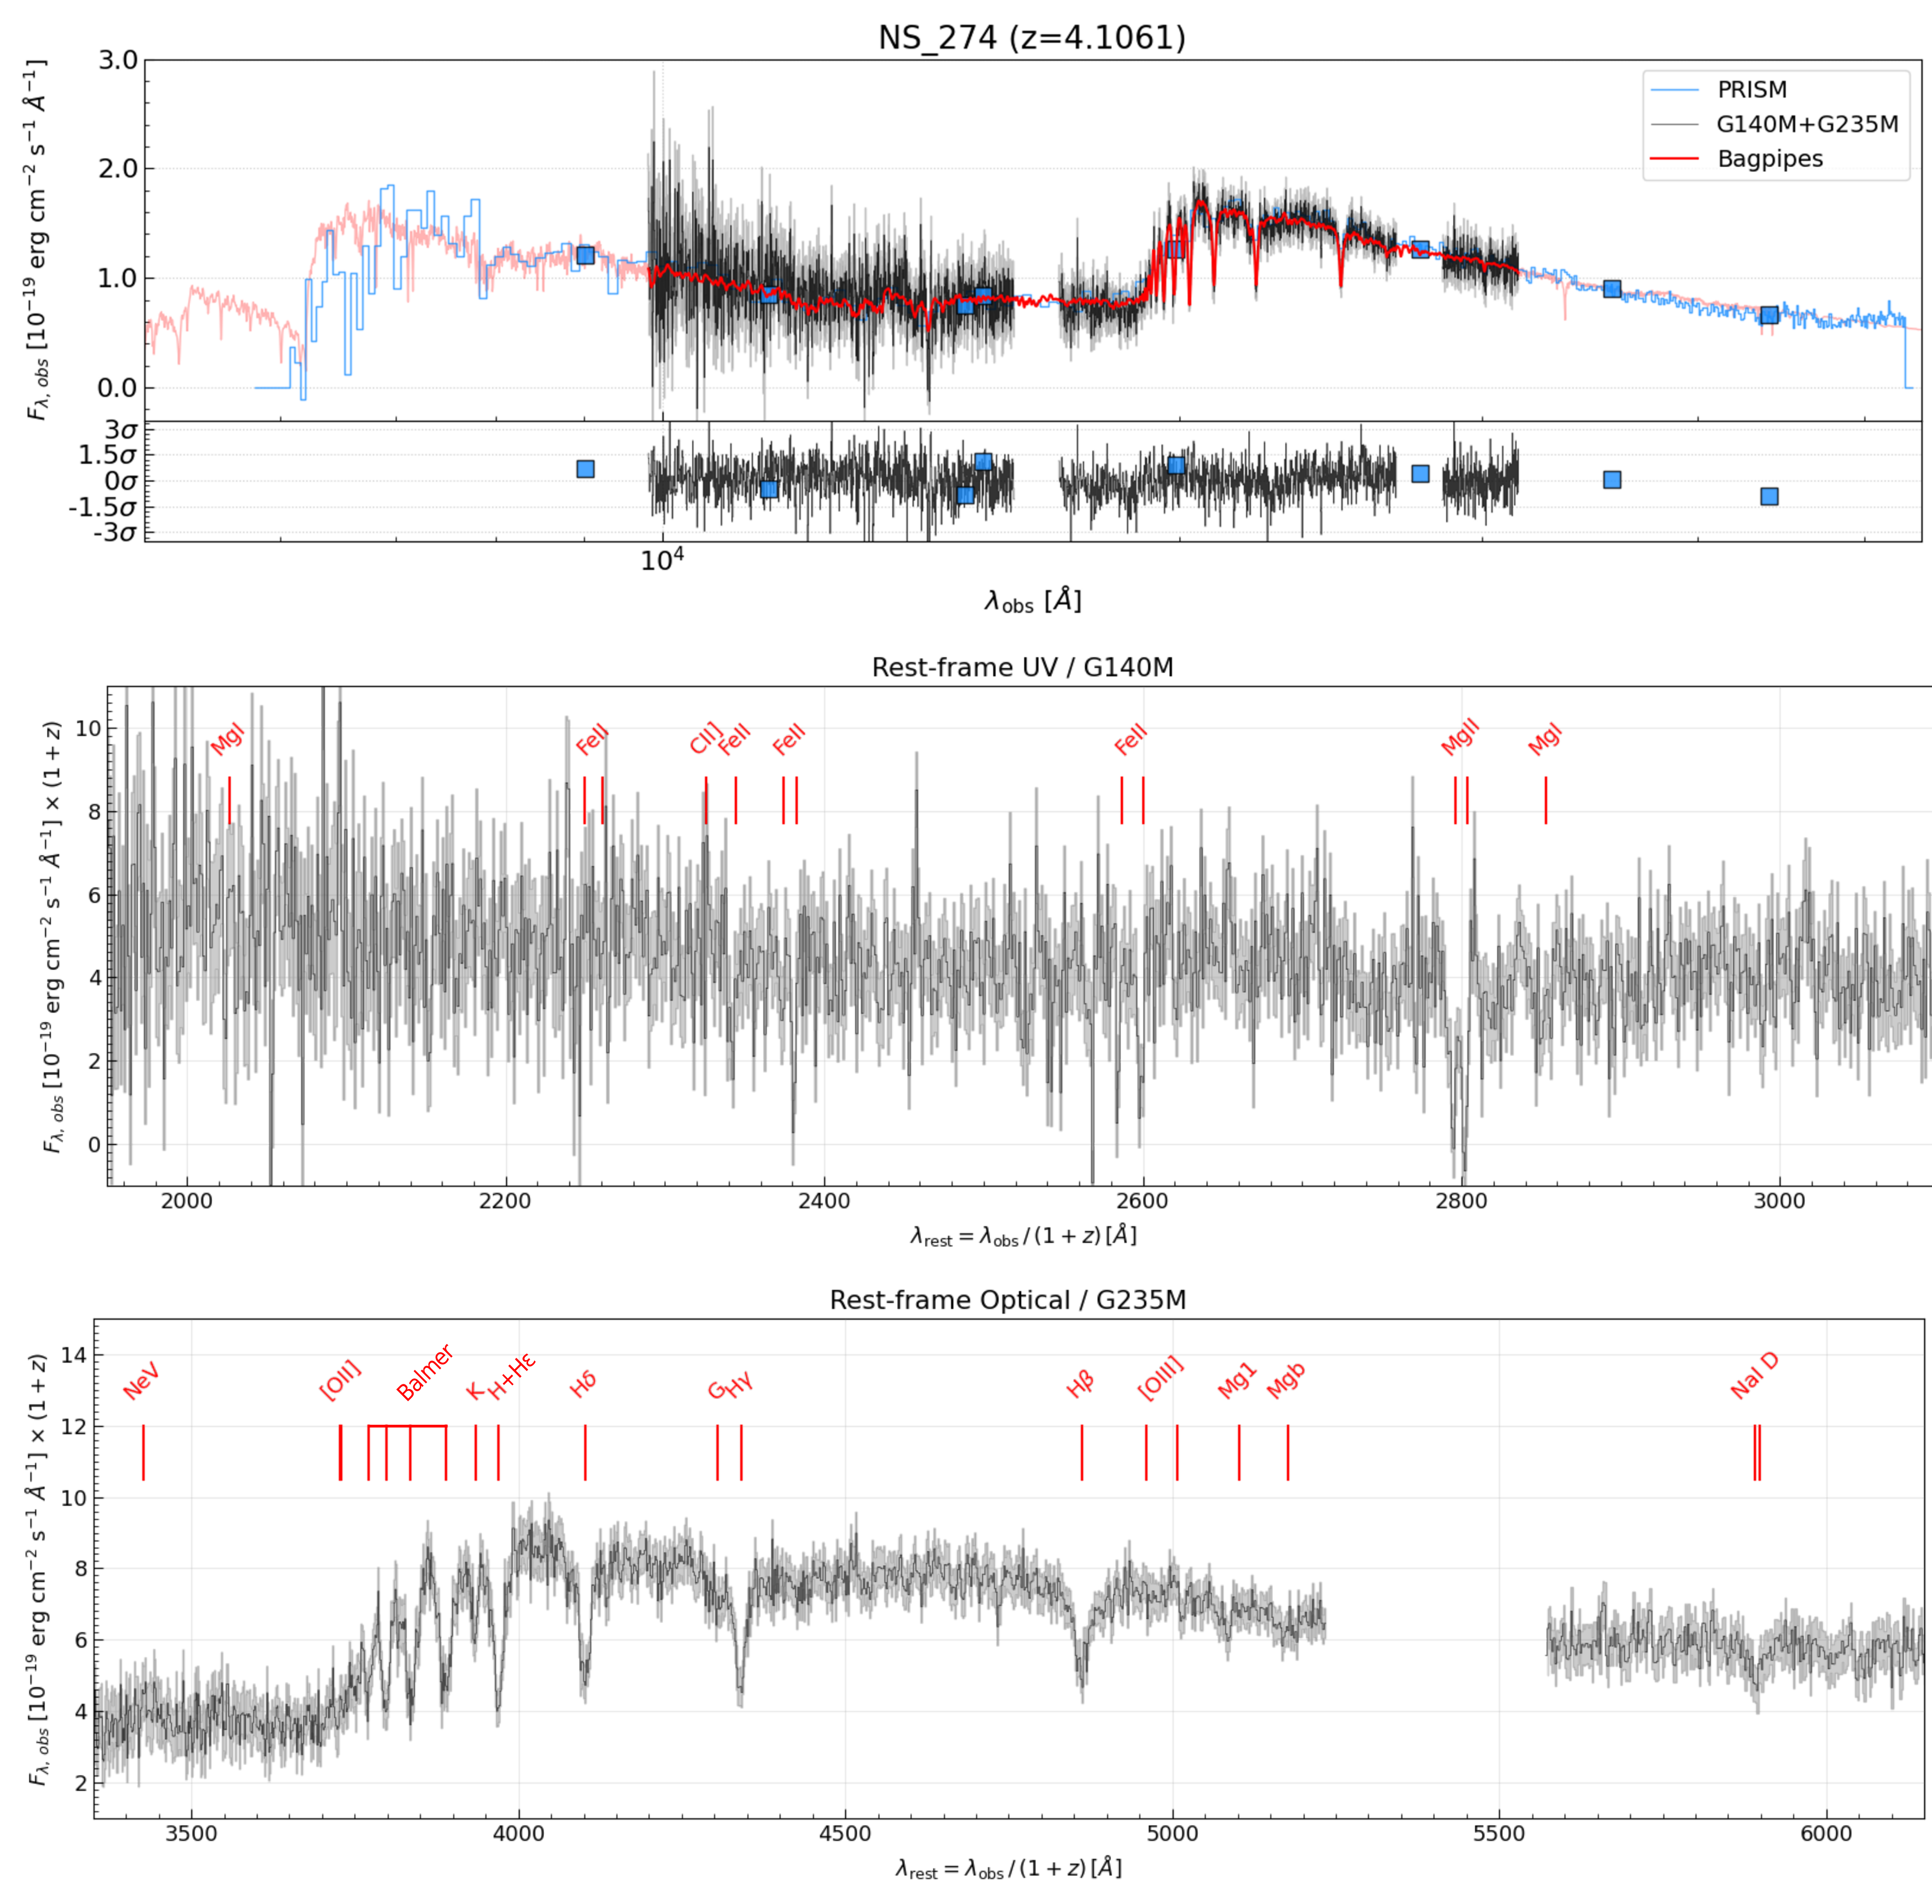 NS_274 (z=4.1061)
F_λ, obs [10⁻¹⁹ erg cm⁻² s⁻¹ Å⁻¹]
3.0
2.0
1.0
0.0
PRISM
G140M+G235M
Bagpipes
3σ
1.5σ
0σ
-1.5σ
-3σ
10⁴
λ_obs [Å]
Rest-frame UV / G140M
F_λ, obs [10⁻¹⁹ erg cm⁻² s⁻¹ Å⁻¹] × (1 + z)
10
8
6
4
2
0
MgI
FeII
CII]
FeII
FeII
FeII
MgII
MgI
2000 2200 2400 2600 2800 3000
λ_rest = λ_obs / (1 + z) [Å]
Rest-frame Optical / G235M
F_λ, obs [10⁻¹⁹ erg cm⁻² s⁻¹ Å⁻¹] × (1 + z)
14
12
10
8
6
4
2
NeV
[OII]
Balmer
K
H+Hε
Hδ
G
Hγ
Hβ
[OIII]
Mg1
Mgb
NaI D
3500 4000 4500 5000 5500 6000
λ_rest = λ_obs / (1 + z) [Å]